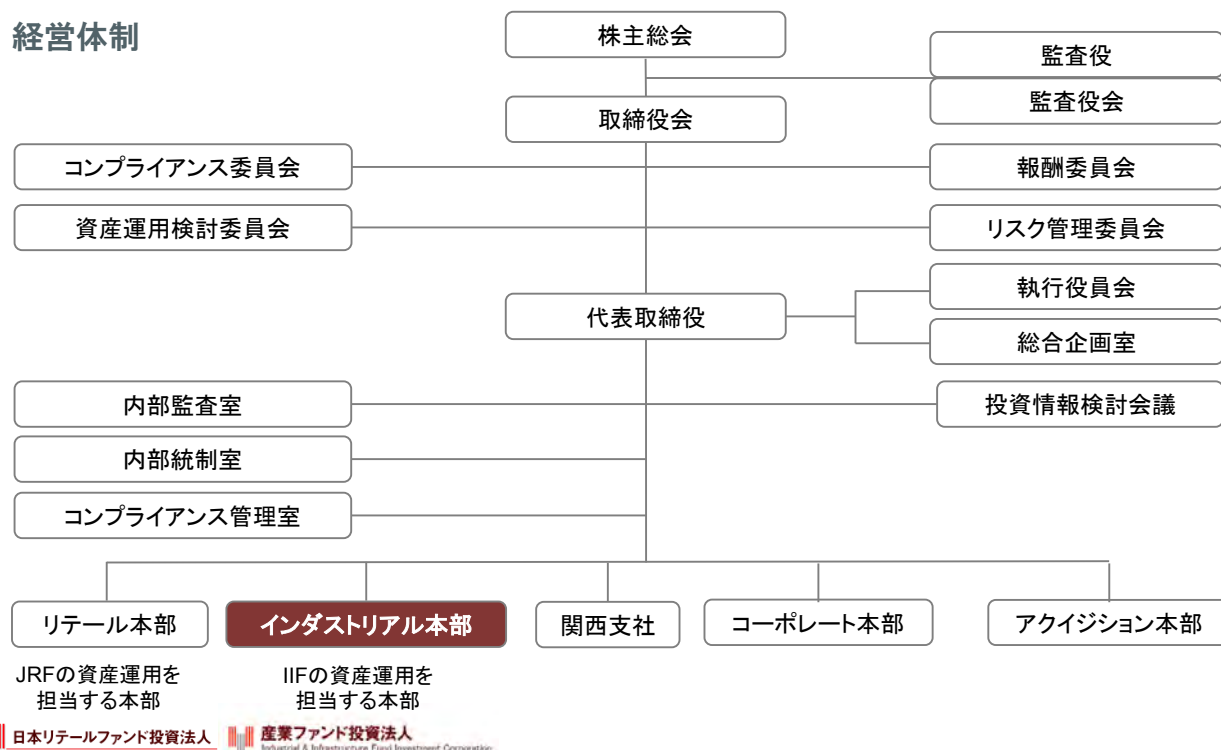 経営体制
株主総会
監査役
監査役会
取締役会
コンプライアンス委員会
報酬委員会
資産運用検討委員会
リスク管理委員会
執行役員会
代表取締役
総合企画室
内部監査室
投資情報検討会議
内部統制室
コンプライアンス管理室
リテール本部
インダストリアル本部
関西支社
コーポレート本部
アクイジション本部
JRFの資産運用を
担当する本部
IIFの資産運用を
担当する本部
日本リテールファンド投資法人
産業ファンド投資法人
Industrial & Infrastructure Fund Investment Corporation